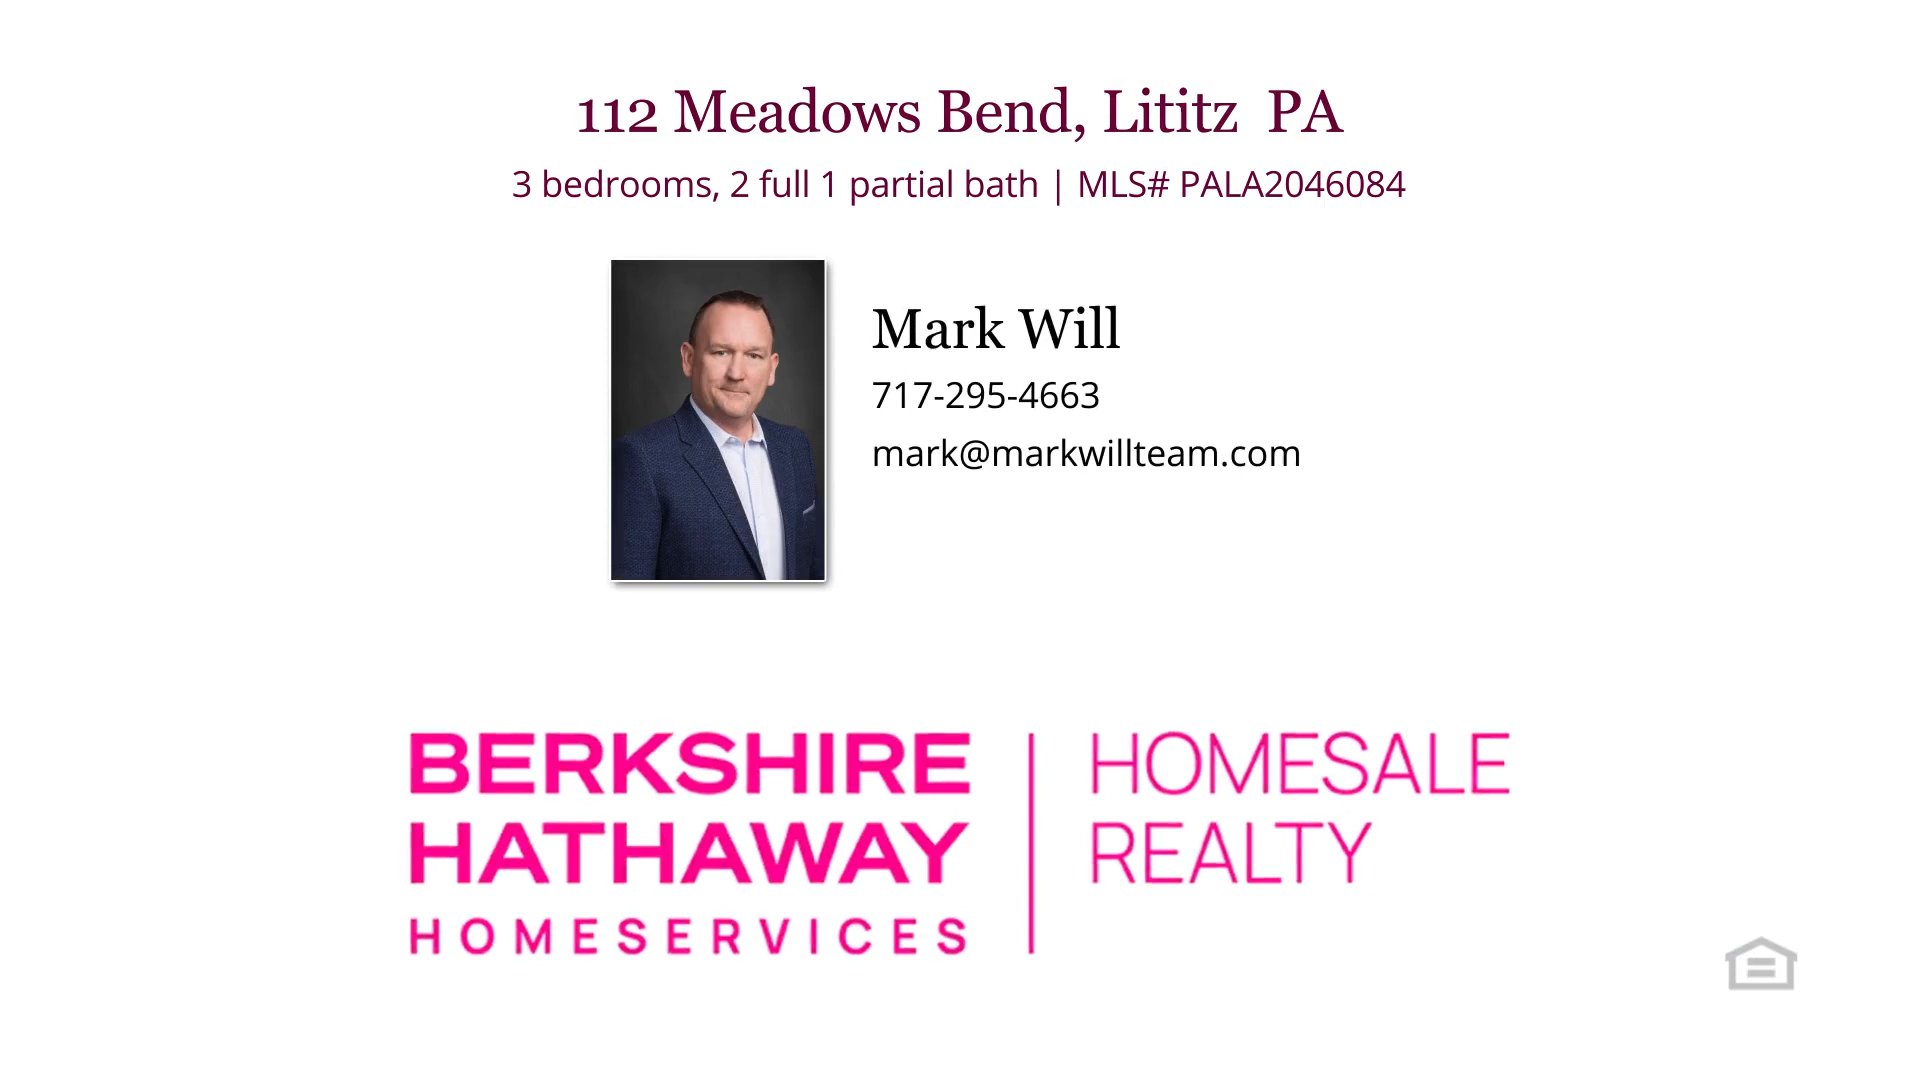 112 Meadows Bend, Lititz  PA
3 bedrooms, 2 full 1 partial bath | MLS# PALA2046084
Mark Will
717-295-4663
mark@markwillteam.com
BERKSHIRE
HATHAWAY
HOMESERVICES
HOMESALE
REALTY